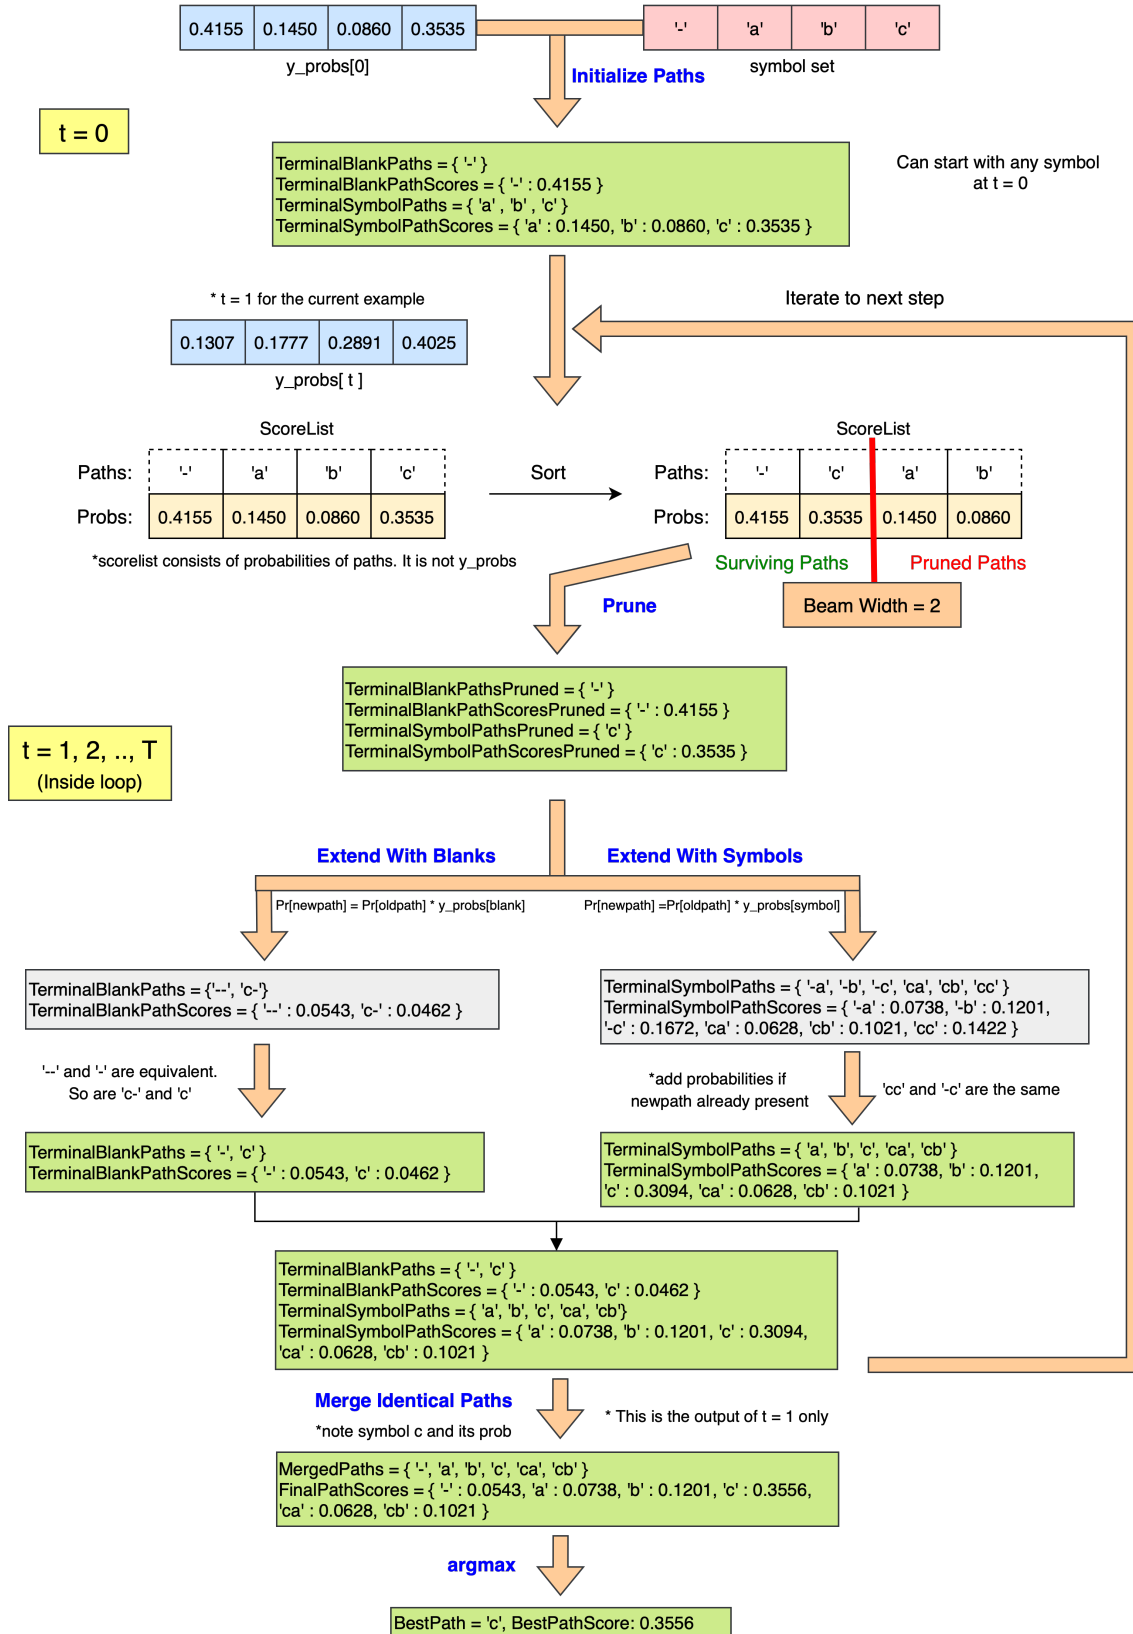 0.4155 0.1450 0.0860 0.3535
'-' 'a' 'b' 'c'
y_probs[0]
symbol set
Initialize Paths
t = 0
TerminalBlankPaths = { '-' }
TerminalBlankPathScores = { '-' : 0.4155 }
TerminalSymbolPaths = { 'a' , 'b' , 'c' }
TerminalSymbolPathScores = { 'a' : 0.1450, 'b' : 0.0860, 'c' : 0.3535 }
Can start with any symbol
at t = 0
* t = 1 for the current example
Iterate to next step
0.1307 0.1777 0.2891 0.4025
y_probs[ t ]
ScoreList
Paths: '-' 'a' 'b' 'c'
Probs: 0.4155 0.1450 0.0860 0.3535
*scorelist consists of probabilities of paths. It is not y_probs
Sort
ScoreList
Paths: '-' 'c' 'a' 'b'
Probs: 0.4155 0.3535 0.1450 0.0860
Surviving Paths
Pruned Paths
Beam Width = 2
Prune
TerminalBlankPathsPruned = { '-' }
TerminalBlankPathScoresPruned = { '-' : 0.4155 }
TerminalSymbolPathsPruned = { 'c' }
TerminalSymbolPathScoresPruned = { 'c' : 0.3535 }
t = 1, 2, .., T
(Inside loop)
Extend With Blanks
Extend With Symbols
Pr[newpath] = Pr[oldpath] * y_probs[blank]
Pr[newpath] =Pr[oldpath] * y_probs[symbol]
TerminalBlankPaths = {'--', 'c-'}
TerminalBlankPathScores = { '--' : 0.0543, 'c-' : 0.0462 }
TerminalSymbolPaths = { '-a', '-b', '-c', 'ca', 'cb', 'cc' }
TerminalSymbolPathScores = { '-a' : 0.0738, '-b' : 0.1201,
'-c' : 0.1672, 'ca' : 0.0628, 'cb' : 0.1021, 'cc' : 0.1422 }
'--' and '-' are equivalent.
So are 'c-' and 'c'
*add probabilities if
newpath already present
'cc' and '-c' are the same
TerminalBlankPaths = { '-', 'c' }
TerminalBlankPathScores = { '-' : 0.0543, 'c' : 0.0462 }
TerminalSymbolPaths = { 'a', 'b', 'c', 'ca', 'cb' }
TerminalSymbolPathScores = { 'a' : 0.0738, 'b' : 0.1201,
'c' : 0.3094, 'ca' : 0.0628, 'cb' : 0.1021 }
TerminalBlankPaths = { '-', 'c' }
TerminalBlankPathScores = { '-' : 0.0543, 'c' : 0.0462 }
TerminalSymbolPaths = { 'a', 'b', 'c', 'ca', 'cb'}
TerminalSymbolPathScores = { 'a' : 0.0738, 'b' : 0.1201, 'c' : 0.3094,
'ca' : 0.0628, 'cb' : 0.1021 }
Merge Identical Paths
*note symbol c and its prob
* This is the output of t = 1 only
MergedPaths = { '-', 'a', 'b', 'c', 'ca', 'cb' }
FinalPathScores = { '-' : 0.0543, 'a' : 0.0738, 'b' : 0.1201, 'c' : 0.3556,
'ca' : 0.0628, 'cb' : 0.1021 }
argmax
BestPath = 'c', BestPathScore: 0.3556